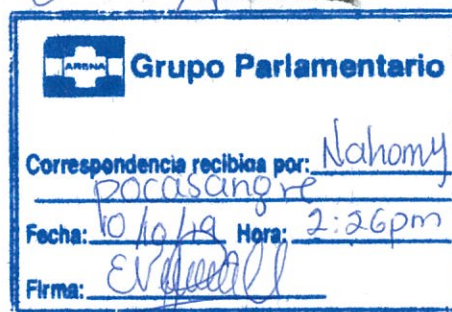 ARENA Grupo Parlamentario
Correspondencia recibida por: Nahomy
pocasangre
Fecha: 10/10/19 Hora: 2:26pm
Firma: